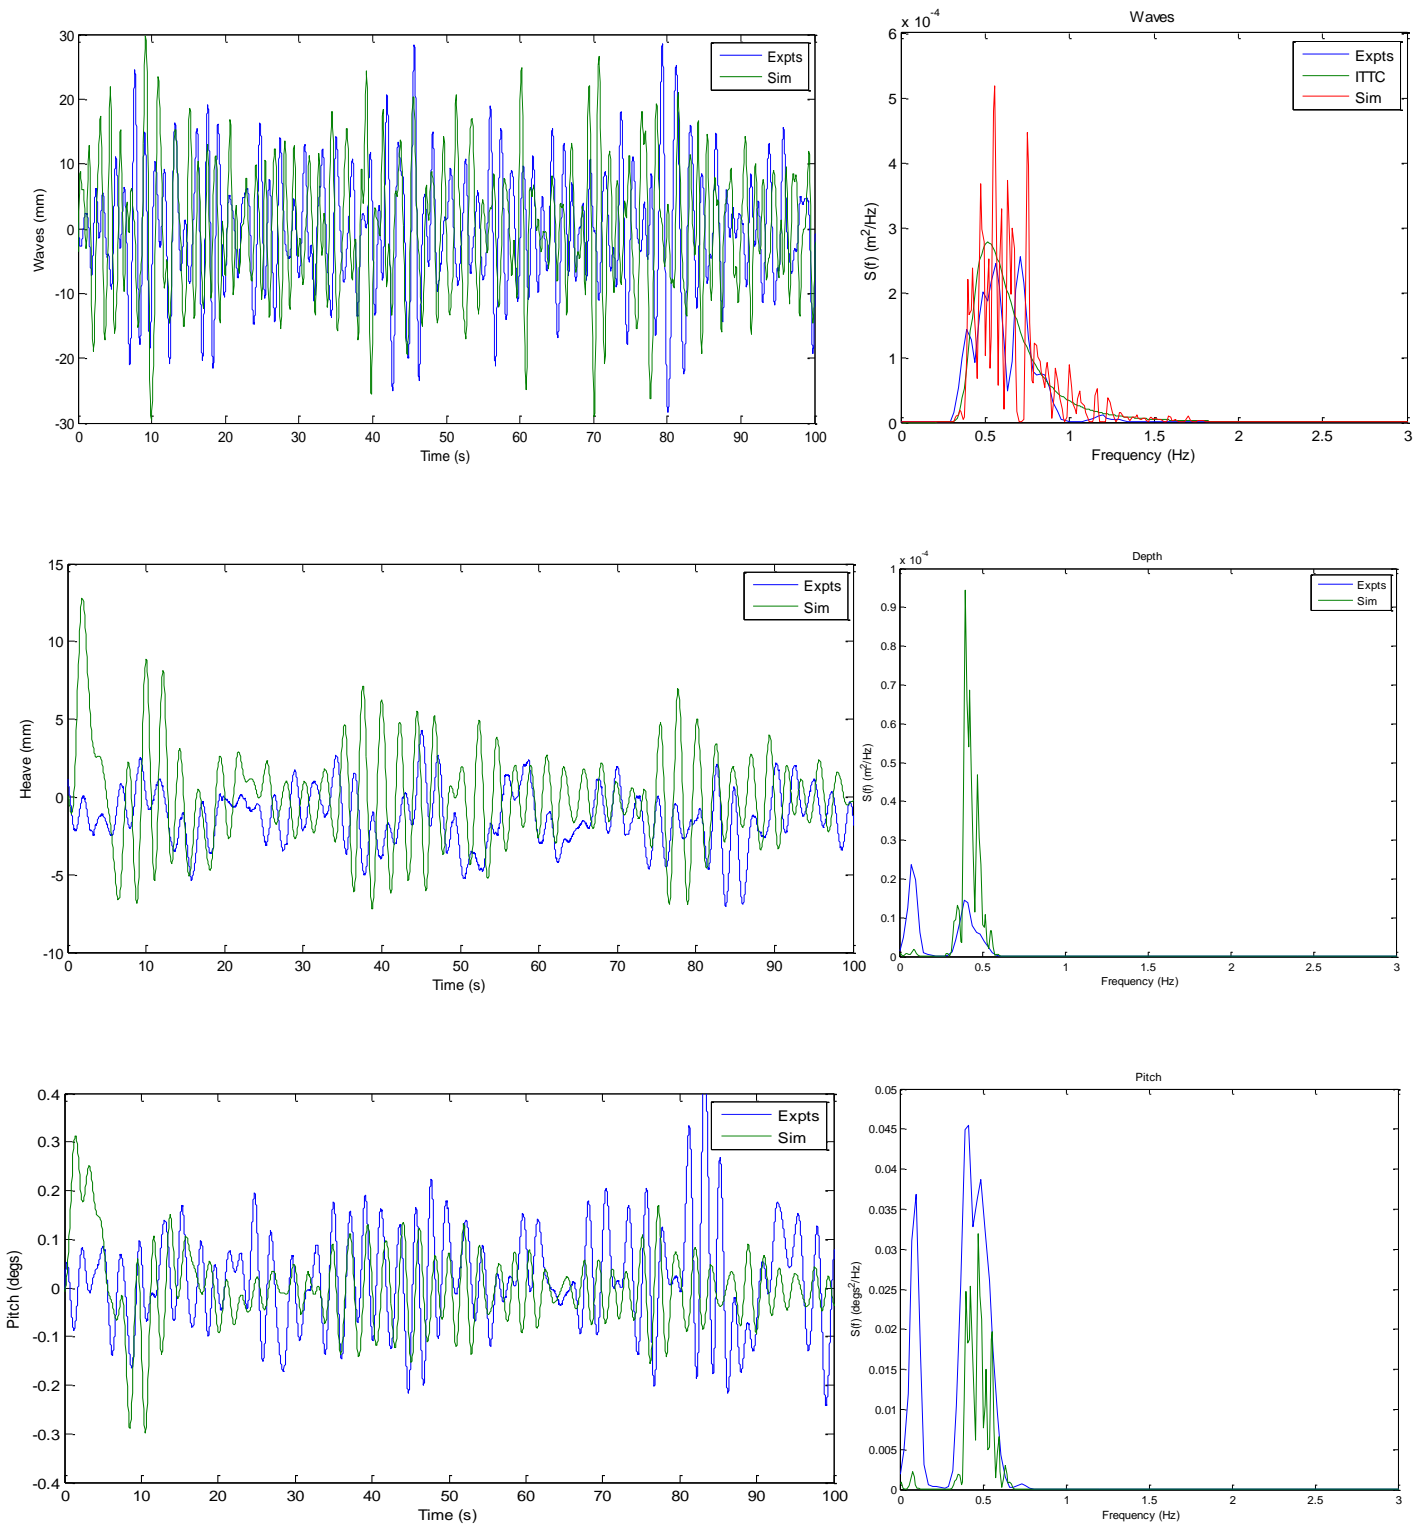 30
20
10
0
-10
-20
-30
0 10 20 30 40 50 60 70 80 90 100
Time (s)
Waves (mm)
Expts
Sim
x 10-4
Waves
6
5
4
3
2
1
0
0 0.5 1 1.5 2 2.5 3
Frequency (Hz)
S(f) (m2/Hz)
Expts
ITTC
Sim
15
10
5
0
-5
-10
0 10 20 30 40 50 60 70 80 90 100
Time (s)
Heave (mm)
Expts
Sim
x 10-4
Depth
1
0.9
0.8
0.7
0.6
0.5
0.4
0.3
0.2
0.1
0
0 0.5 1 1.5 2 2.5 3
Frequency (Hz)
S(f) (m2/Hz)
Expts
Sim
0.4
0.3
0.2
0.1
0
-0.1
-0.2
-0.3
-0.4
0 10 20 30 40 50 60 70 80 90 100
Time (s)
Pitch (degs)
Expts
Sim
Pitch
0.05
0.045
0.04
0.035
0.03
0.025
0.02
0.015
0.01
0.005
0
0 0.5 1 1.5 2 2.5 3
Frequency (Hz)
S(f) (degs2/Hz)
Expts
Sim